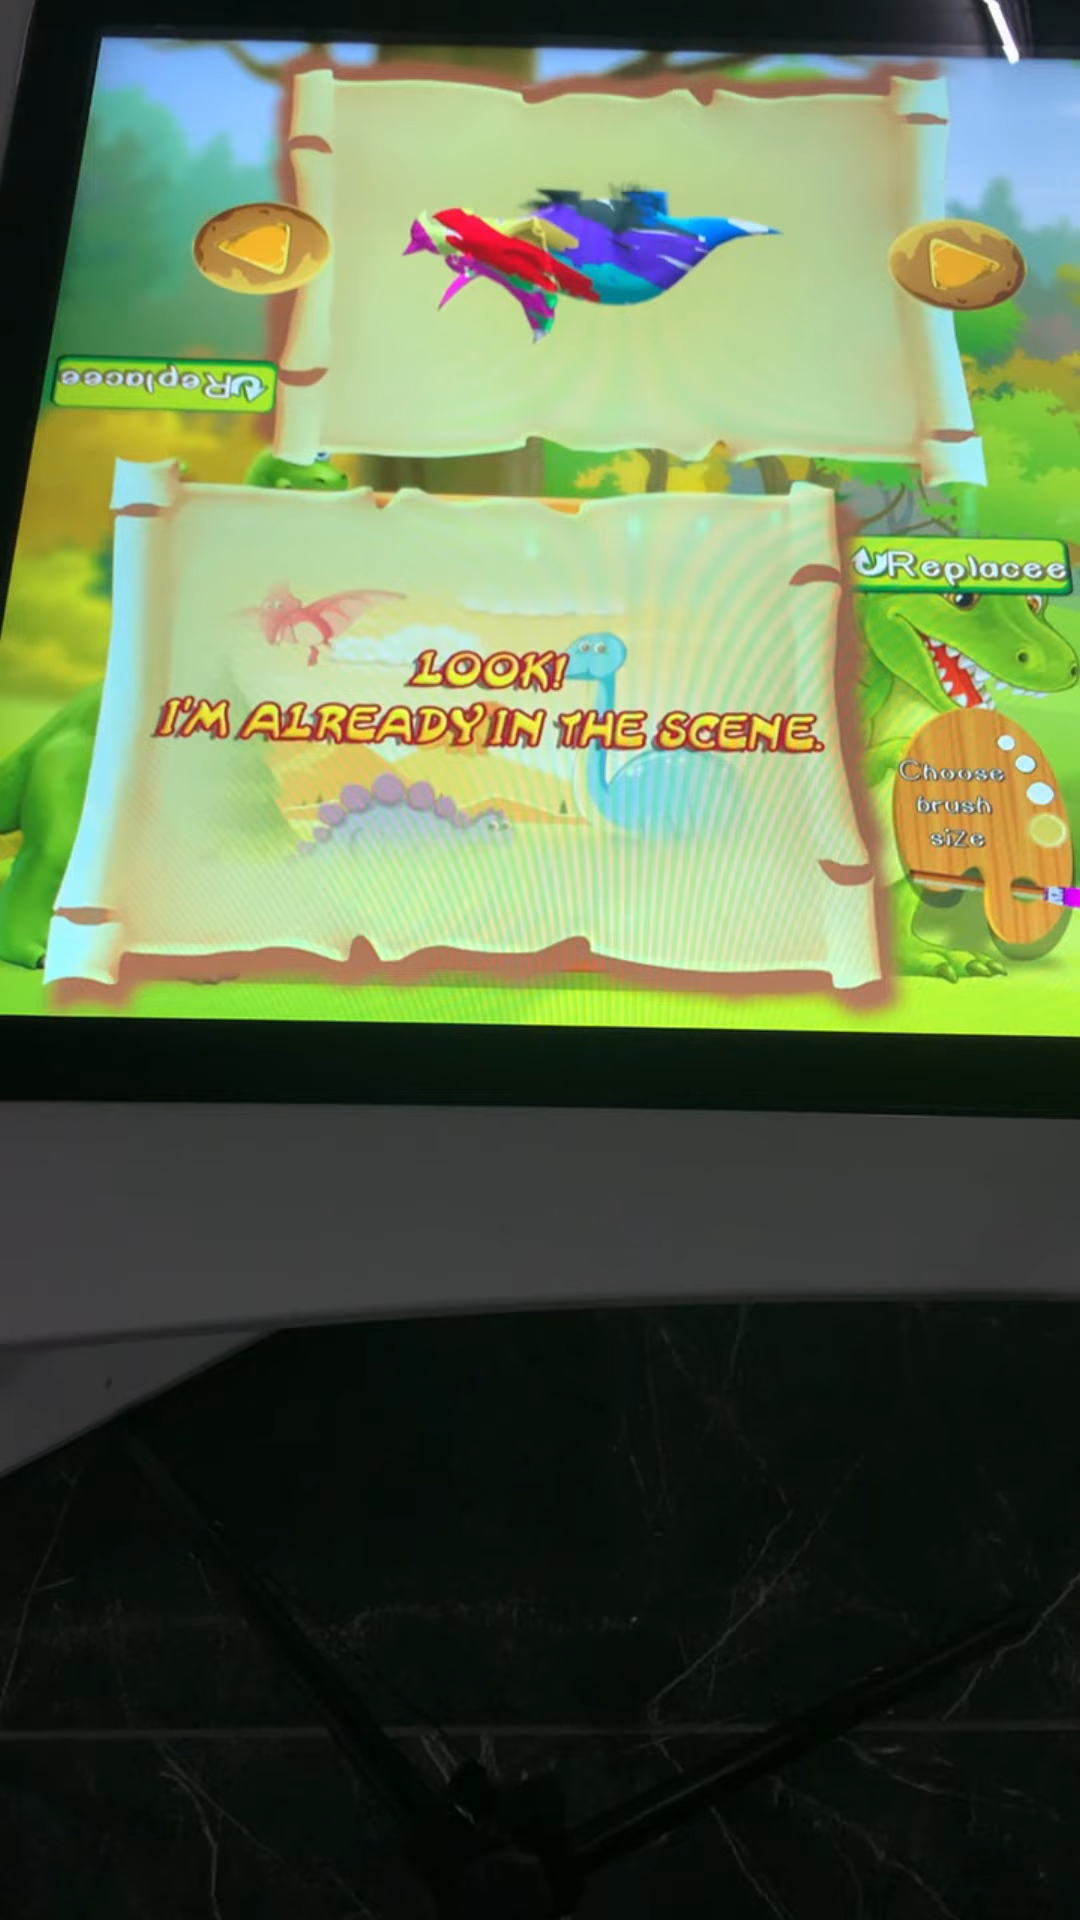 Replacee
LOOK!
I'M ALREADY IN THE SCENE.
Replacee
Choose
brush
size